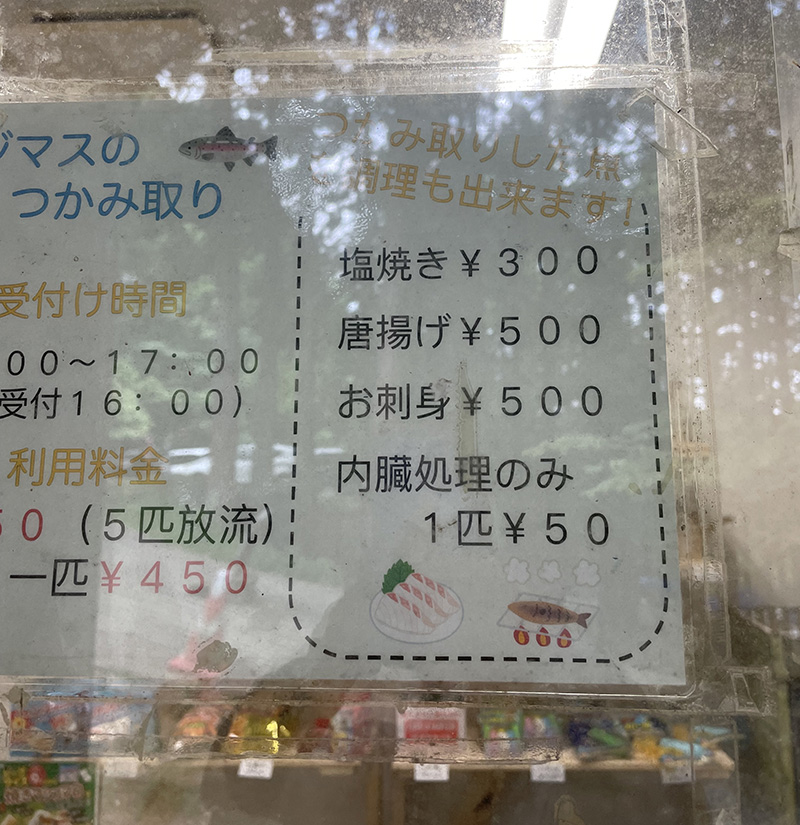 ジマスの
つかみ取り
受付け時間
００～１７：００
受付１６：００）
利用料金
５０（５匹放流）
一匹￥４５０
つかみ取りした魚
調理も出来ます！
塩焼き￥３００
唐揚げ￥５００
お刺身￥５００
内臓処理のみ
１匹￥５０